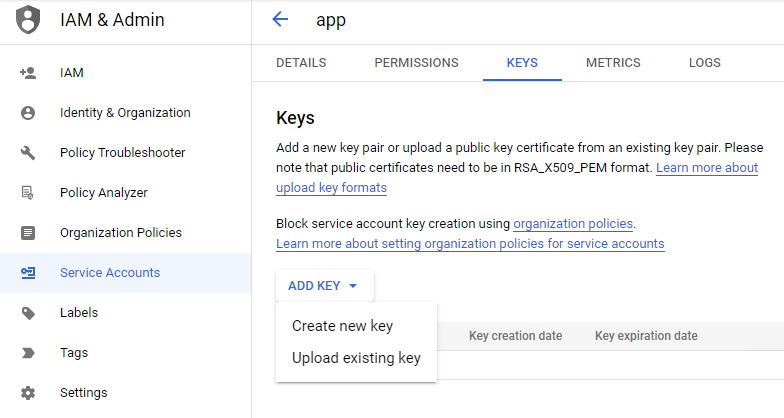 IAM & Admin
app
IAM
Identity & Organization
Policy Troubleshooter
Policy Analyzer
Organization Policies
Service Accounts
Labels
Tags
Settings
DETAILS
PERMISSIONS
KEYS
METRICS
LOGS
Keys
Add a new key pair or upload a public key certificate from an existing key pair. Please
note that public certificates need to be in RSA_X509_PEM format. Learn more about
upload key formats
Block service account key creation using organization policies.
Learn more about setting organization policies for service accounts
ADD KEY
Create new key
Upload existing key
Key creation date
Key expiration date